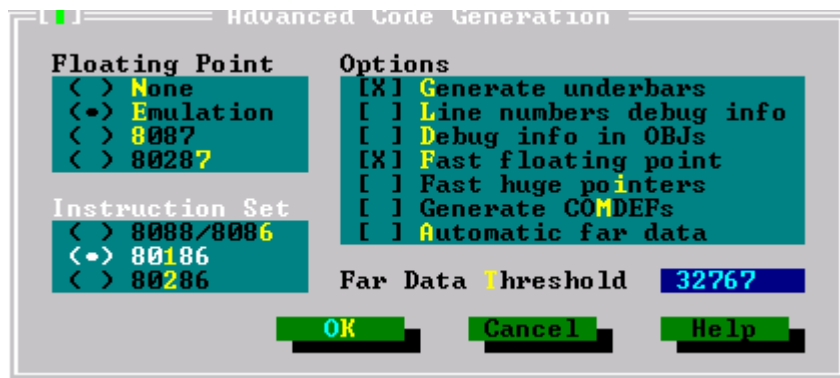 [▮] Advanced Code Generation
Floating Point
( ) None
(•) Emulation
( ) 8087
( ) 80287
Instruction Set
( ) 8088/8086
(•) 80186
( ) 80286
Options
[X] Generate underbars
[ ] Line numbers debug info
[ ] Debug info in OBJs
[X] Fast floating point
[ ] Fast huge pointers
[ ] Generate COMDEFs
[ ] Automatic far data
Far Data Threshold 32767
OK Cancel Help